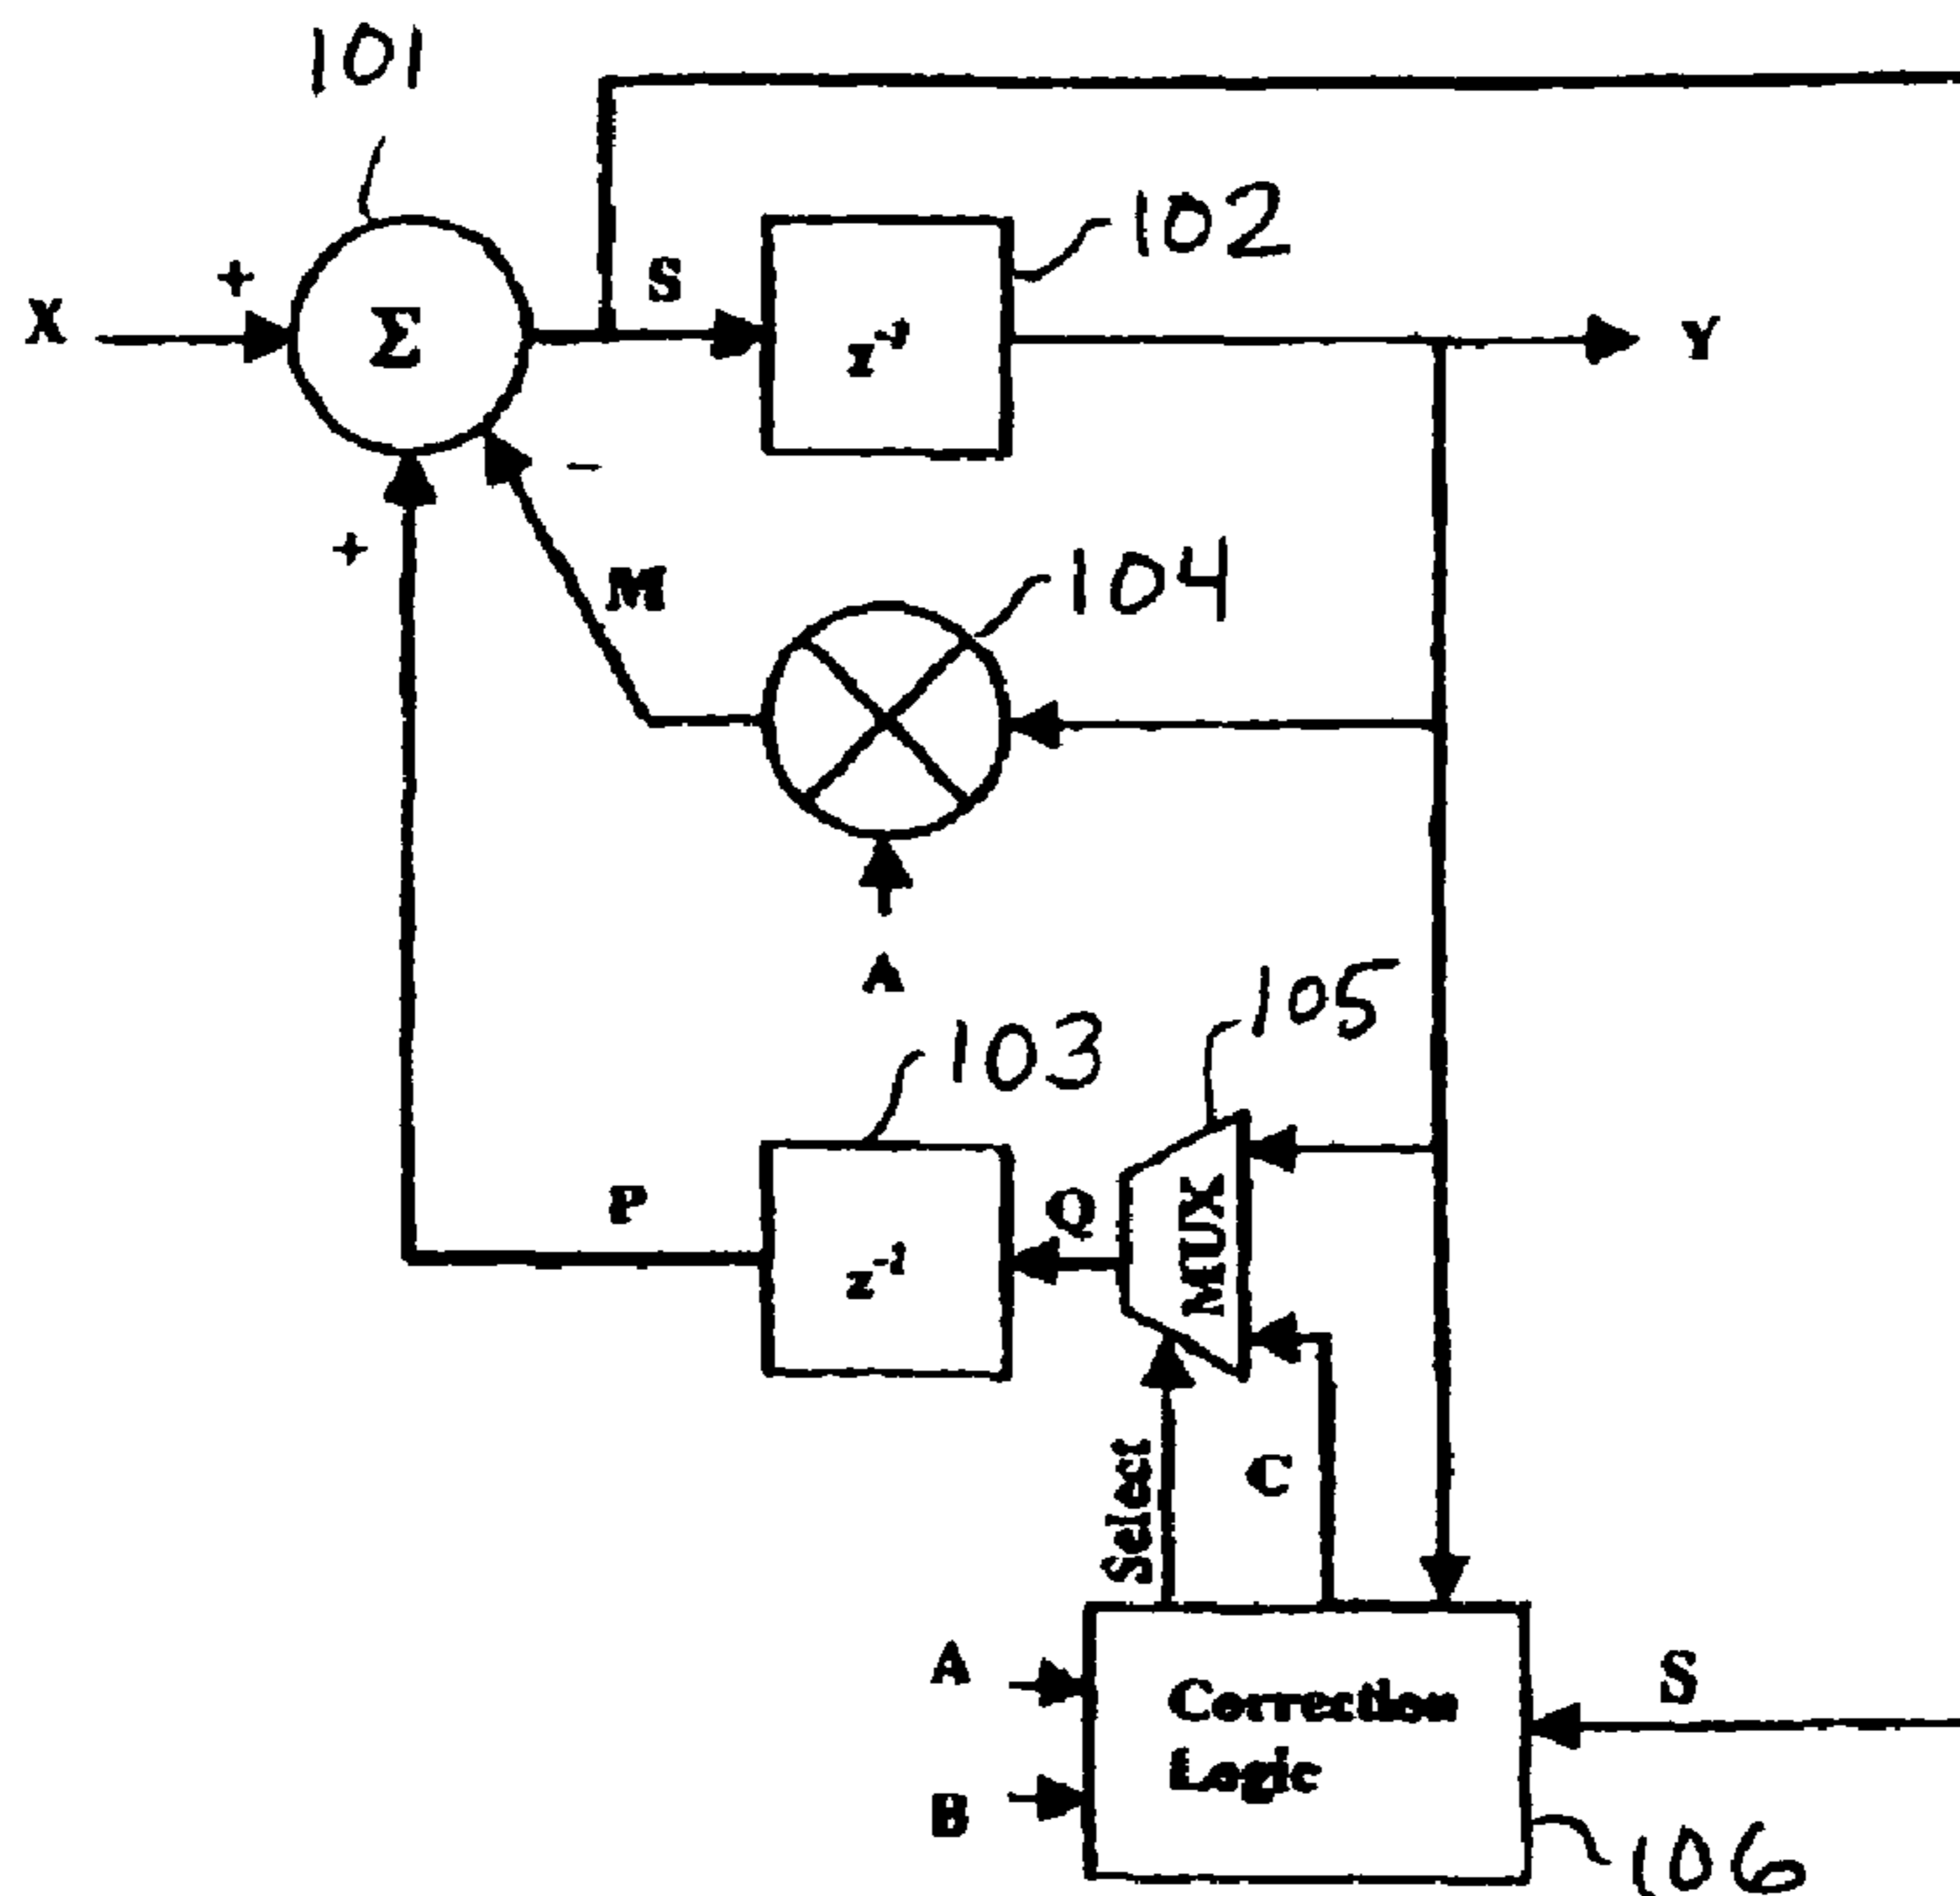 101
102
+
S
X
Σ
z⁻¹
Y
−
+
M
104
A
105
103
P
Q
MUX
z⁻¹
Select
C
A
S
Correction
Logic
B
106